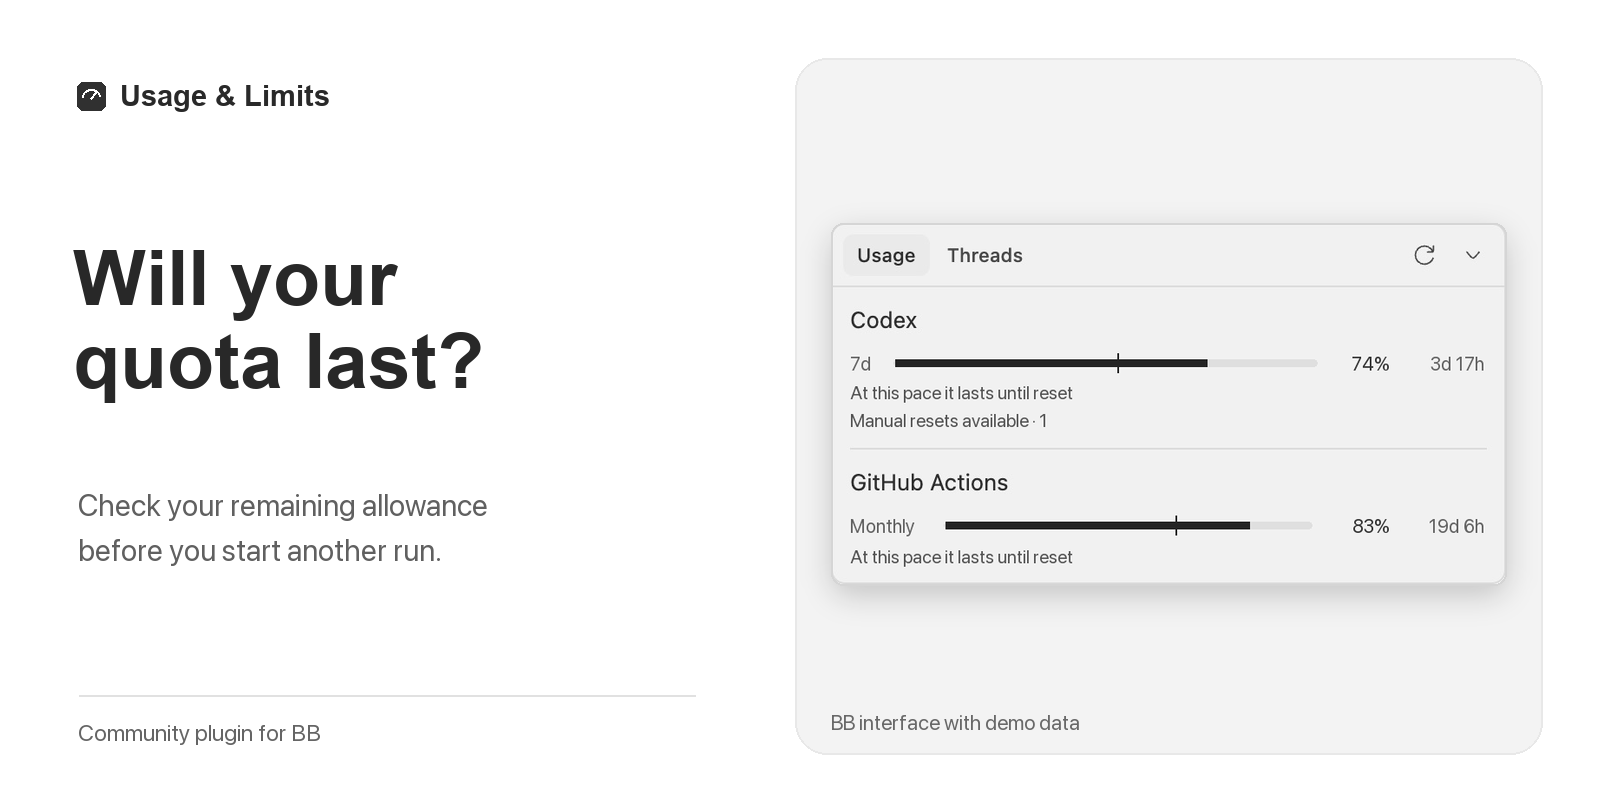 Usage & Limits
Will your
quota last?
Check your remaining allowance
before you start another run.
Community plugin for BB
Usage Threads
Codex
7d 74% 3d 17h
At this pace it lasts until reset
Manual resets available · 1
GitHub Actions
Monthly 83% 19d 6h
At this pace it lasts until reset
BB interface with demo data